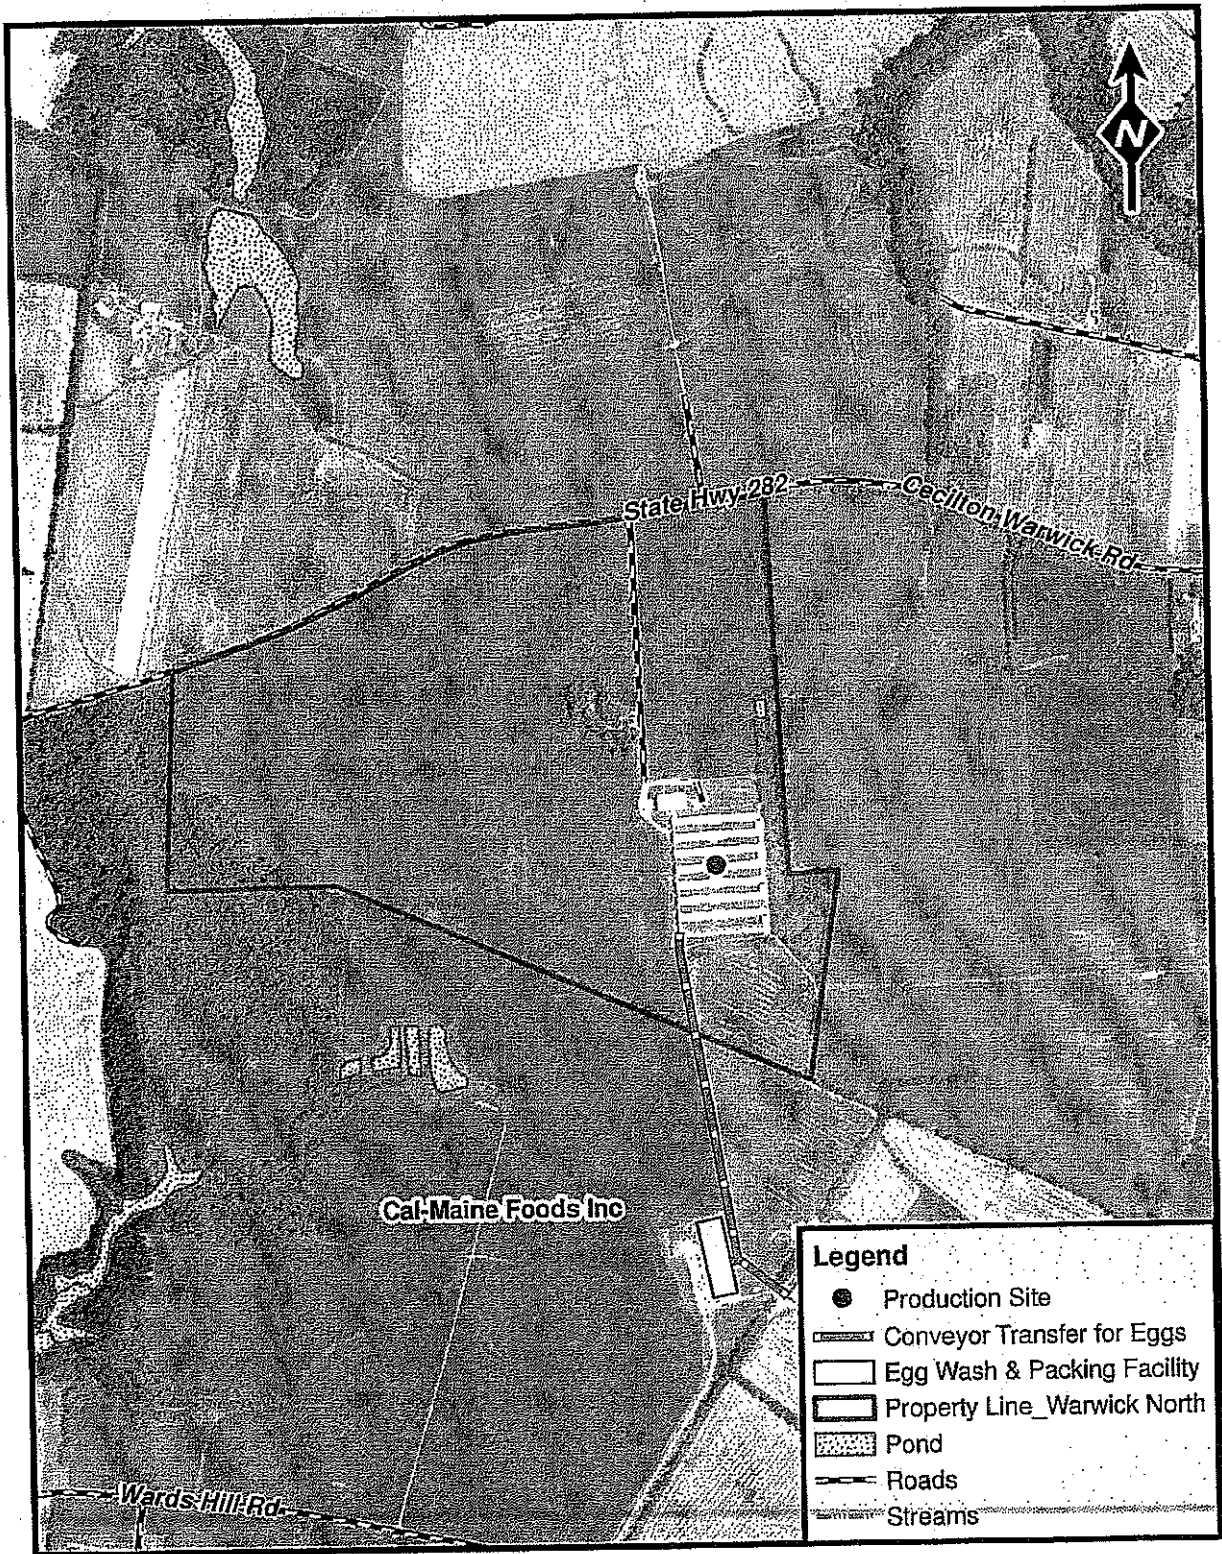 N
State Hwy 282
Cecilton-Warwick-Rd
Cal-Maine Foods Inc
Wards-Hill-Rd
Legend
Production Site
Conveyor Transfer for Eggs
Egg Wash & Packing Facility
Property Line_Warwick North
Pond
Roads
Streams